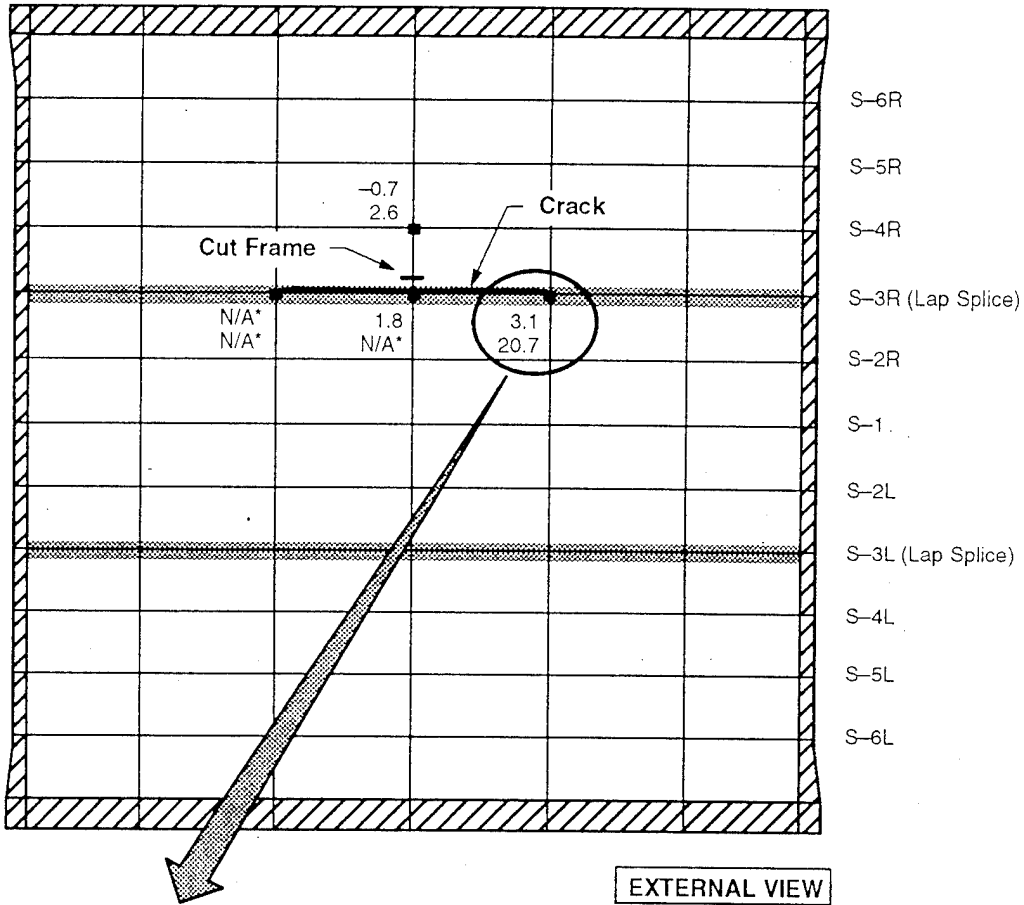 S–6R
S–5R
–0.7
2.6
Crack
S–4R
Cut Frame
S–3R (Lap Splice)
N/A*
N/A*
1.8
N/A*
3.1
20.7
S–2R
S–1
S–2L
S–3L (Lap Splice)
S–4L
S–5L
S–6L
EXTERNAL VIEW